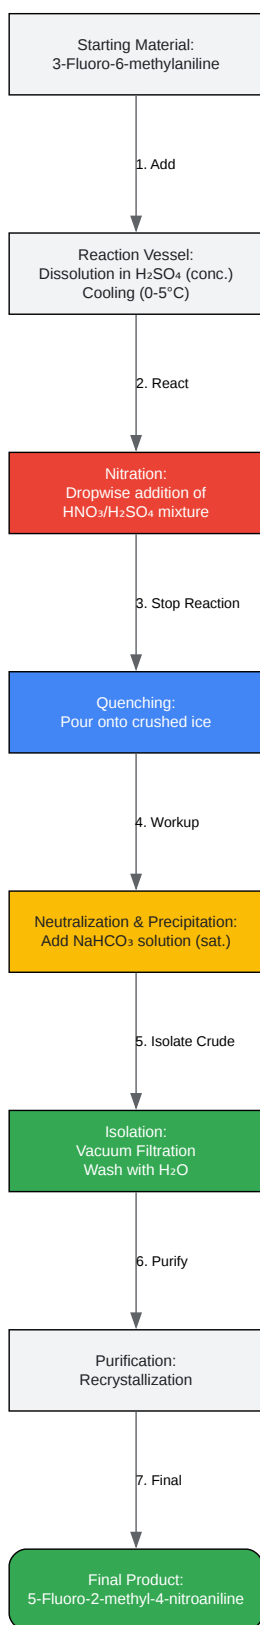 Starting Material:
3-Fluoro-6-methylaniline
1. Add
Reaction Vessel:
Dissolution in H₂SO₄ (conc.)
Cooling (0-5°C)
2. React
Nitration:
Dropwise addition of
HNO₃/H₂SO₄ mixture
3. Stop Reaction
Quenching:
Pour onto crushed ice
4. Workup
Neutralization & Precipitation:
Add NaHCO₃ solution (sat.)
5. Isolate Crude
Isolation:
Vacuum Filtration
Wash with H₂O
6. Purify
Purification:
Recrystallization
7. Final
Final Product:
5-Fluoro-2-methyl-4-nitroaniline